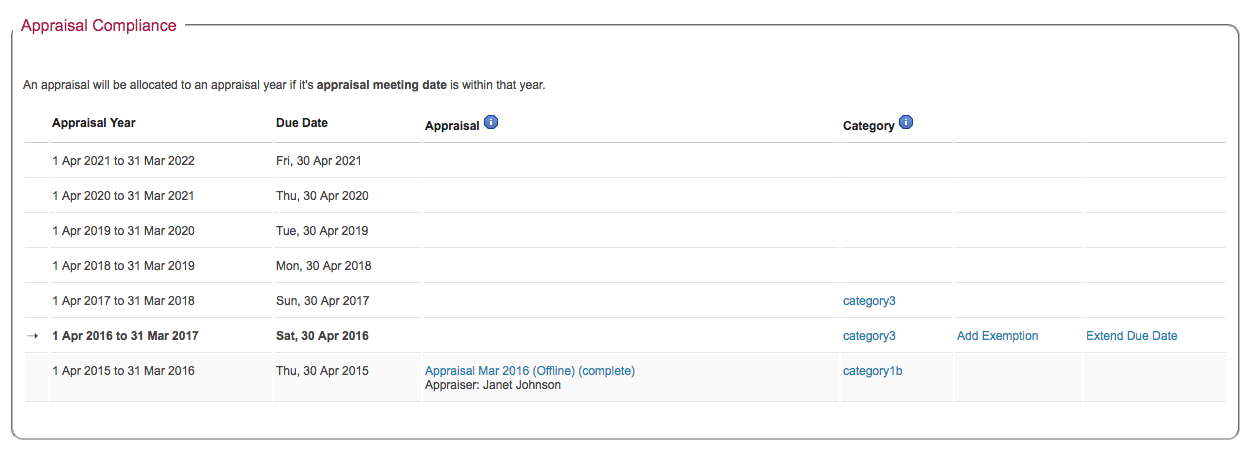 Appraisal Compliance
An appraisal will be allocated to an appraisal year if it's appraisal meeting date is within that year.
Appraisal Year Due Date Appraisal i Category i
1 Apr 2021 to 31 Mar 2022 Fri, 30 Apr 2021
1 Apr 2020 to 31 Mar 2021 Thu, 30 Apr 2020
1 Apr 2019 to 31 Mar 2020 Tue, 30 Apr 2019
1 Apr 2018 to 31 Mar 2019 Mon, 30 Apr 2018
1 Apr 2017 to 31 Mar 2018 Sun, 30 Apr 2017 category3
→ 1 Apr 2016 to 31 Mar 2017 Sat, 30 Apr 2016 category3 Add Exemption Extend Due Date
1 Apr 2015 to 31 Mar 2016 Thu, 30 Apr 2015 Appraisal Mar 2016 (Offline) (complete) category1b
Appraiser: Janet Johnson